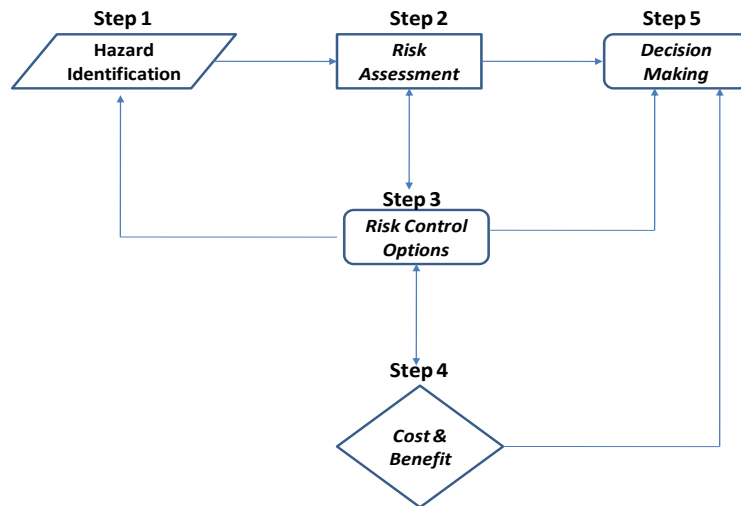 Step 1
Hazard
Identification
Step 2
Risk
Assessment
Step 5
Decision
Making
Step 3
Risk Control
Options
Step 4
Cost &
Benefit